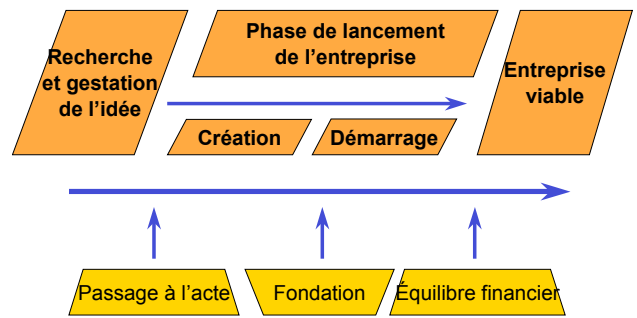 Recherche
et gestation
de l’idée
Phase de lancement
de l’entreprise
Création
Démarrage
Entreprise
viable
Passage à l’acte
Fondation
Équilibre financier